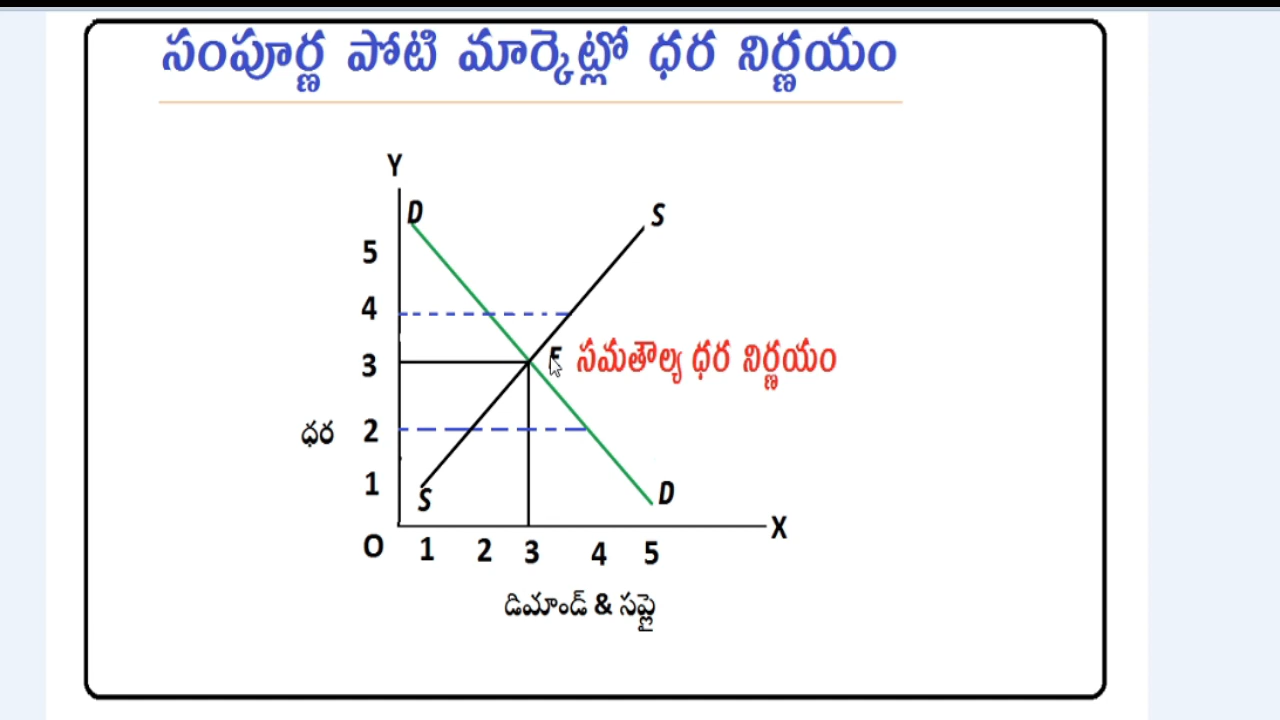 సంపూర్ణ పోటి మార్కెట్లో ధర నిర్ణయం
Y
D
S
5
4
E సమతౌల్య ధర నిర్ణయం
3
ధర 2
1
S
D
X
O 1 2 3 4 5
డిమాండ్ & సప్లై